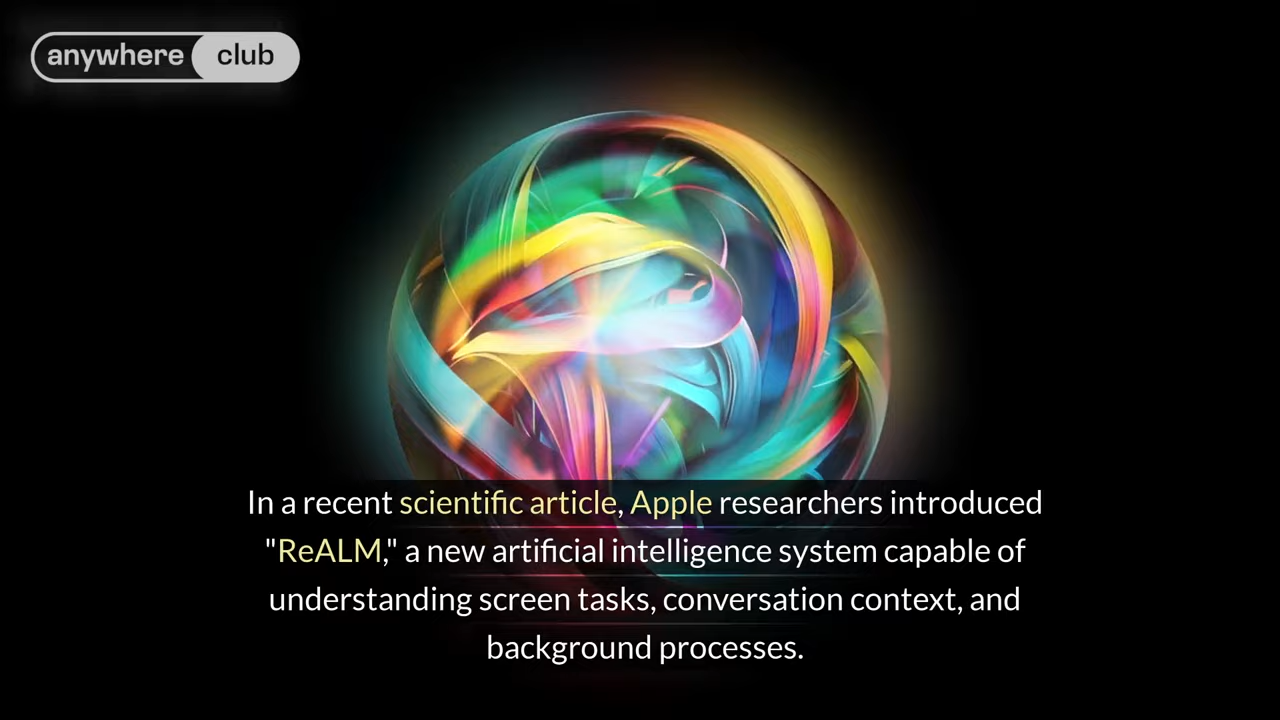 anywhere club
In a recent scientific article, Apple researchers introduced
"ReALM," a new artificial intelligence system capable of
understanding screen tasks, conversation context, and
background processes.